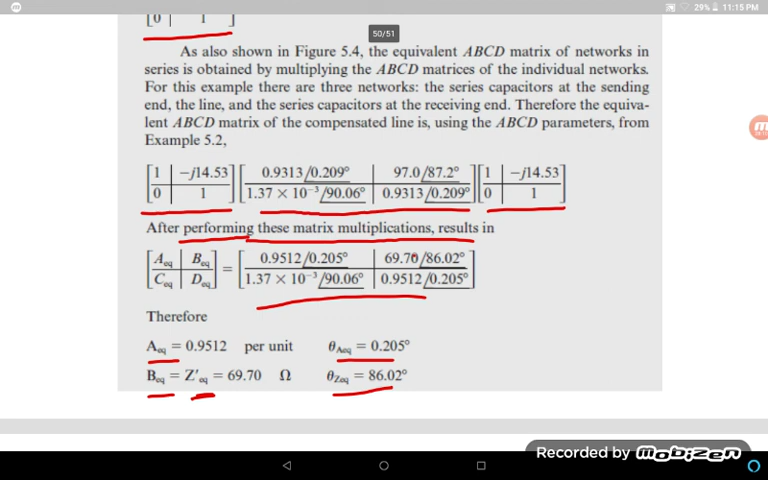 29% 11:15 PM
[0 | 1]
50/51
As also shown in Figure 5.4, the equivalent ABCD matrix of networks in
series is obtained by multiplying the ABCD matrices of the individual networks.
For this example there are three networks: the series capacitors at the sending
end, the line, and the series capacitors at the receiving end. Therefore the equiva-
lent ABCD matrix of the compensated line is, using the ABCD parameters, from
Example 5.2,
[1 | −j14.53] [0.9313/0.209° | 97.0/87.2°] [1 | −j14.53]
[0 | 1] [1.37 × 10⁻³/90.06° | 0.9313/0.209°] [0 | 1]
After performing these matrix multiplications, results in
[Aeq | Beq] = [0.9512/0.205° | 69.70/86.02°]
[Ceq | Deq] [1.37 × 10⁻³/90.06° | 0.9512/0.205°]
Therefore
Aeq = 0.9512 per unit θAeq = 0.205°
Beq = Z′eq = 69.70 Ω θZeq = 86.02°
Recorded by mobizen